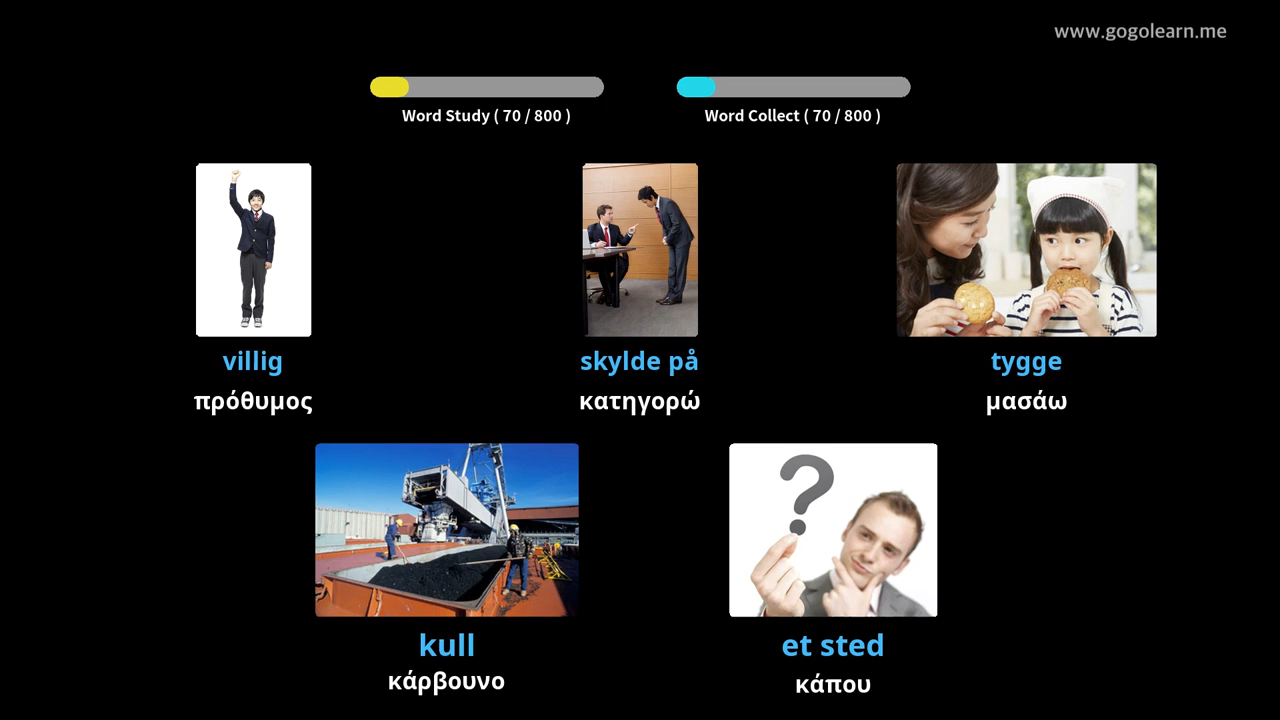 www.gogolearn.me
Word Study ( 70 / 800 )
Word Collect ( 70 / 800 )
villig
skylde på
tygge
πρόθυμος
κατηγορώ
μασάω
kull
et sted
κάρβουνο
κάπου